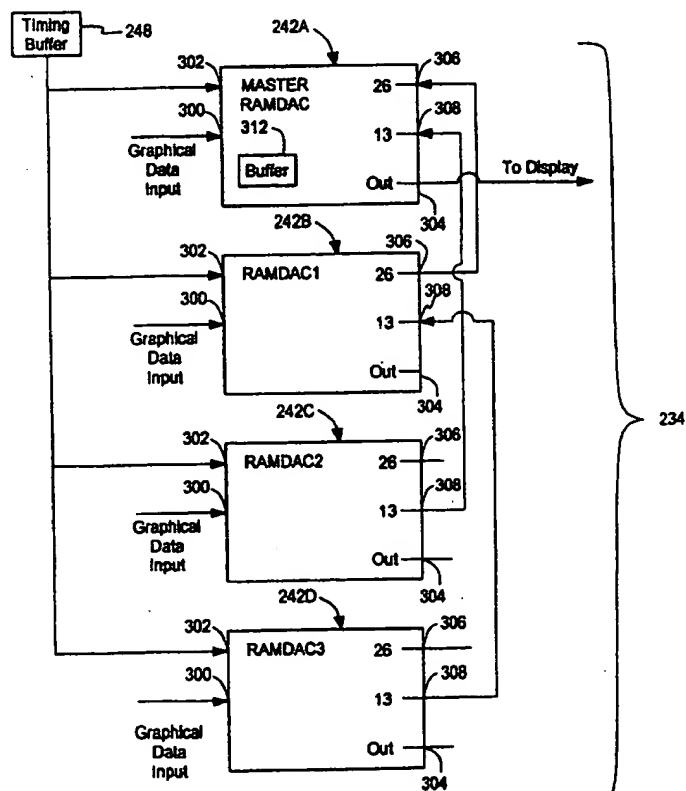 Timing
Buffer
248
242A
302
MASTER
RAMDAC
26
306
300
312
Buffer
13
308
Graphical
Data
Input
Out
304
To Display
242B
302
RAMDAC1
26
306
300
13
308
Graphical
Data
Input
Out
304
234
242C
302
RAMDAC2
26
306
300
13
308
Graphical
Data
Input
Out
304
242D
302
RAMDAC3
26
306
300
13
308
Graphical
Data
Input
Out
304